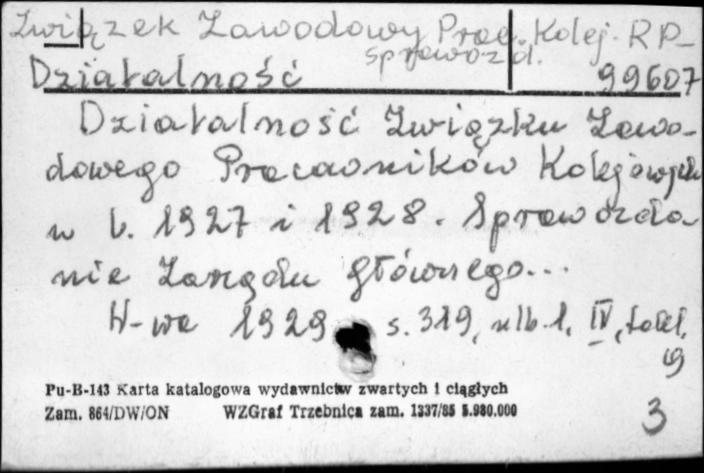 Związek Zawodowy Prac. Kolej. RP_
sprawozd.
Działalność 99607
Działalność Związku Zawo-
dowego Pracowników Kolejowych
w l. 1927 i 1928. Sprawozda-
nie Zarządu Głównego...
W-wa 1929 s. 319, nlb. 1, IV, tabl.
19
Pu-B-143 Karta katalogowa wydawnictw zwartych i ciągłych
Zam. 864/DW/ON WZGraf Trzebnica zam. 1337/85 5.980.000
3